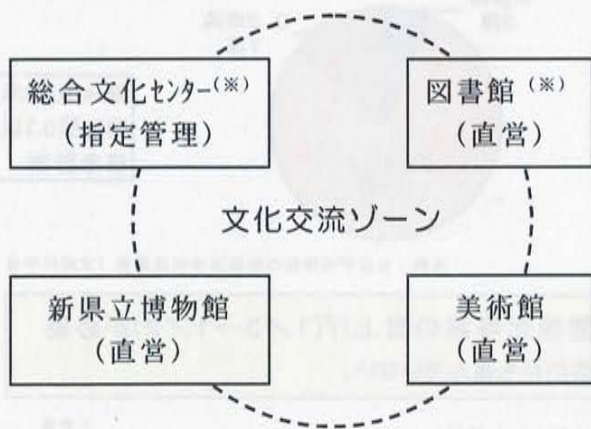 総合文化センター(※)
(指定管理)
図書館(※)
(直営)
文化交流ゾーン
新県立博物館
(直営)
美術館
(直営)